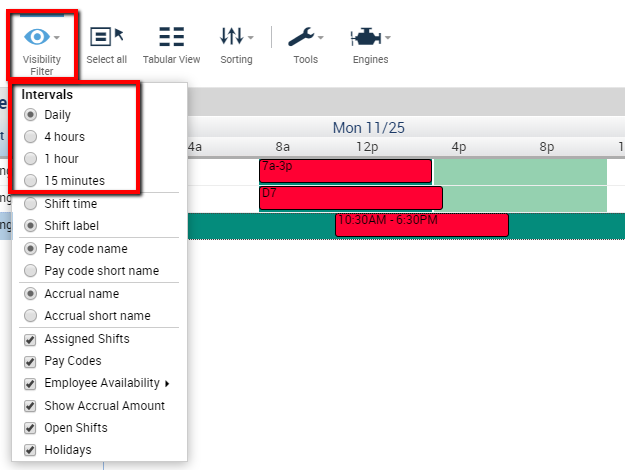 Visibility
Filter
Select all
Tabular View
Sorting
Tools
Engines
Intervals
Daily
4 hours
1 hour
15 minutes
Shift time
Shift label
Pay code name
Pay code short name
Accrual name
Accrual short name
Assigned Shifts
Pay Codes
Employee Availability
Show Accrual Amount
Open Shifts
Holidays
Mon 11/25
4a 8a 12p 4p 8p
7a-3p
D7
10:30AM - 6:30PM